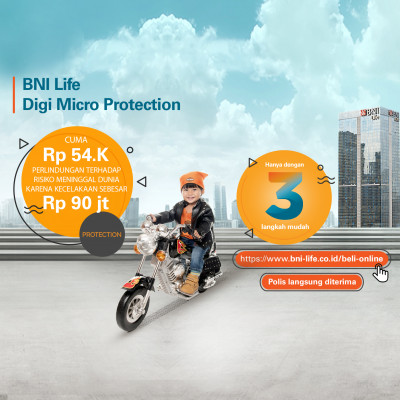 BNI Life
Digi Micro Protection
BNI
CUMA
Rp 54.K
PERLINDUNGAN TERHADAP
RISIKO MENINGGAL DUNIA
KARENA KECELAKAAN SEBESAR
Rp 90 jt
PROTECTION
Hanya dengan
3
langkah mudah
https://www.bni-life.co.id/beli-online
Polis langsung diterima